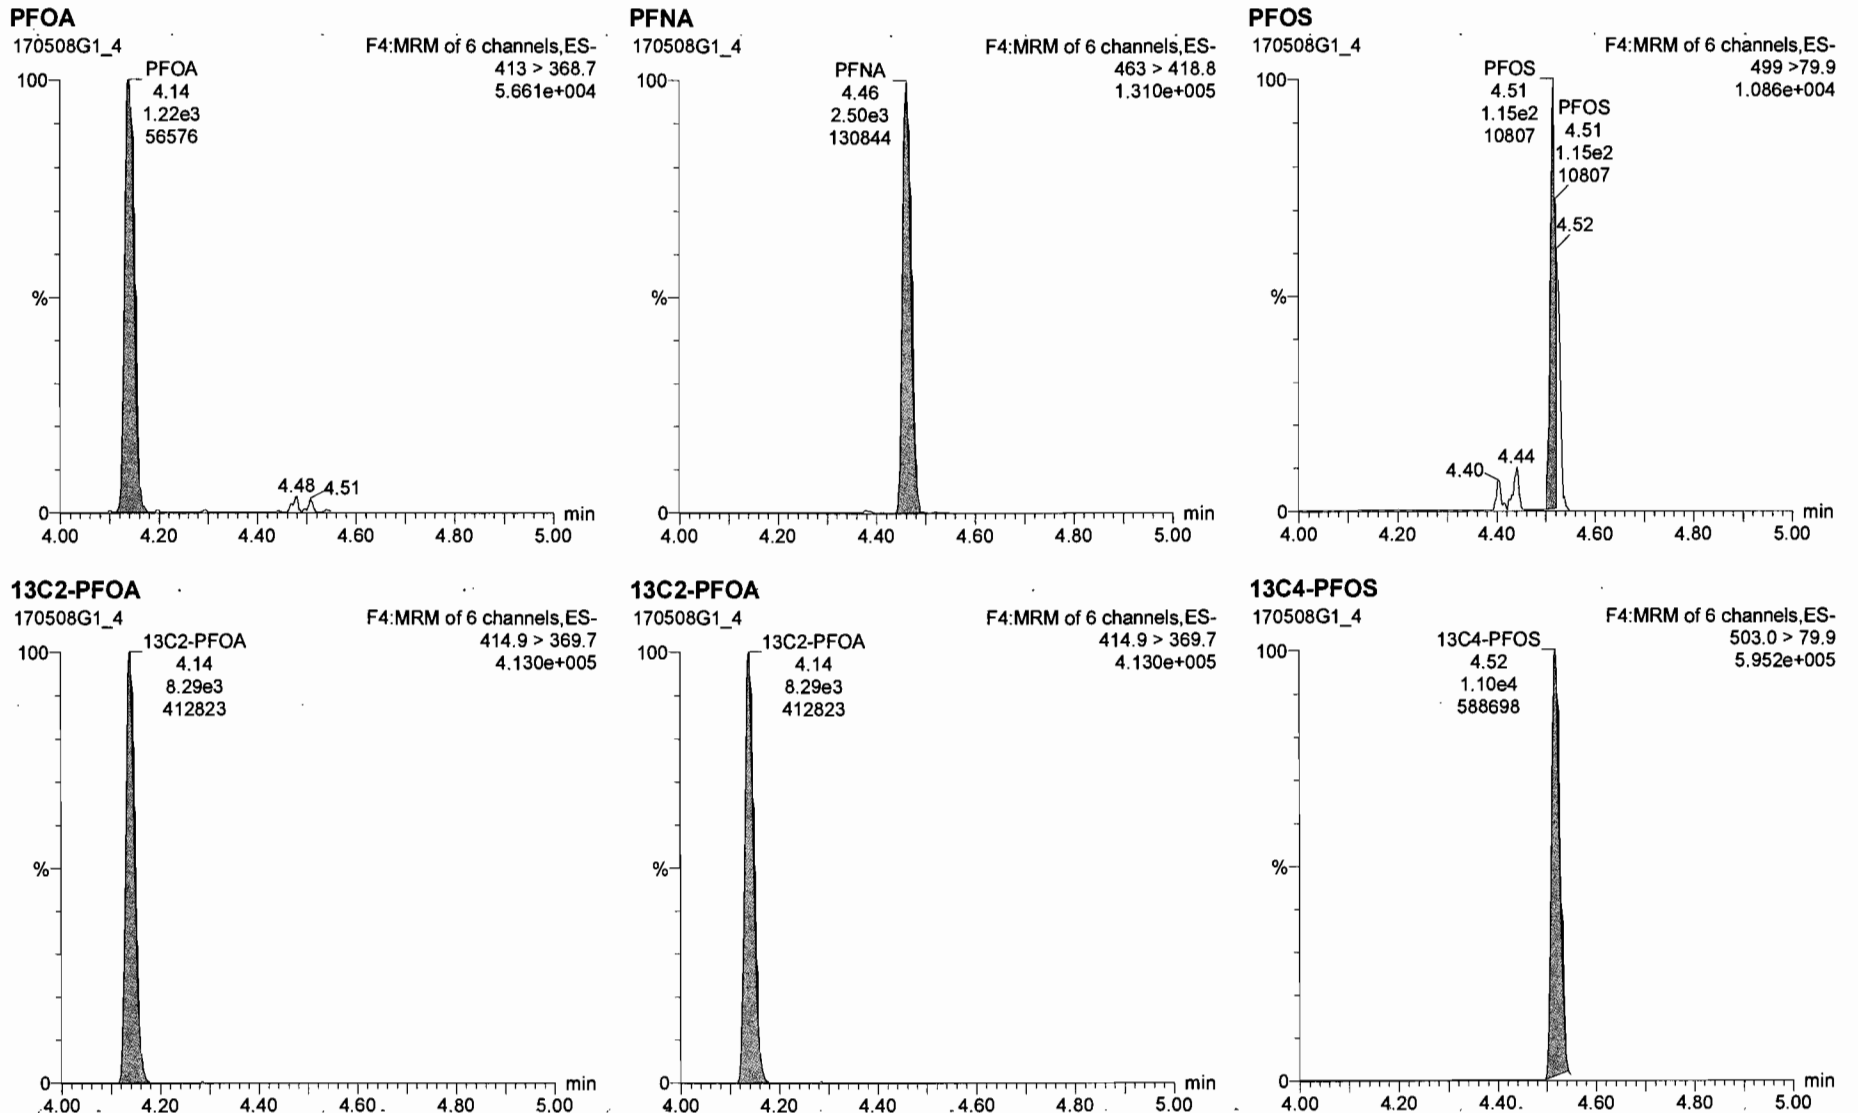 PFOA
170508G1_4
F4:MRM of 6 channels,ES-
413 > 368.7
5.661e+004
PFOA
4.14
1.22e3
56576
100
%
0
4.48
4.51
min
4.00 4.20 4.40 4.60 4.80 5.00
PFNA
170508G1_4
F4:MRM of 6 channels,ES-
463 > 418.8
1.310e+005
PFNA
4.46
2.50e3
130844
100
%
0
min
4.00 4.20 4.40 4.60 4.80 5.00
PFOS
170508G1_4
F4:MRM of 6 channels,ES-
499 >79.9
1.086e+004
PFOS
4.51
1.15e2
10807
PFOS
4.51
1.15e2
10807
4.52
100
%
0
4.40
4.44
min
4.00 4.20 4.40 4.60 4.80 5.00
13C2-PFOA
170508G1_4
F4:MRM of 6 channels,ES-
414.9 > 369.7
4.130e+005
13C2-PFOA
4.14
8.29e3
412823
100
%
0
min
4.00 4.20 4.40 4.60 4.80 5.00
13C2-PFOA
170508G1_4
F4:MRM of 6 channels,ES-
414.9 > 369.7
4.130e+005
13C2-PFOA
4.14
8.29e3
412823
100
%
0
min
4.00 4.20 4.40 4.60 4.80 5.00
13C4-PFOS
170508G1_4
F4:MRM of 6 channels,ES-
503.0 > 79.9
5.952e+005
13C4-PFOS
4.52
1.10e4
588698
100
%
0
min
4.00 4.20 4.40 4.60 4.80 5.00